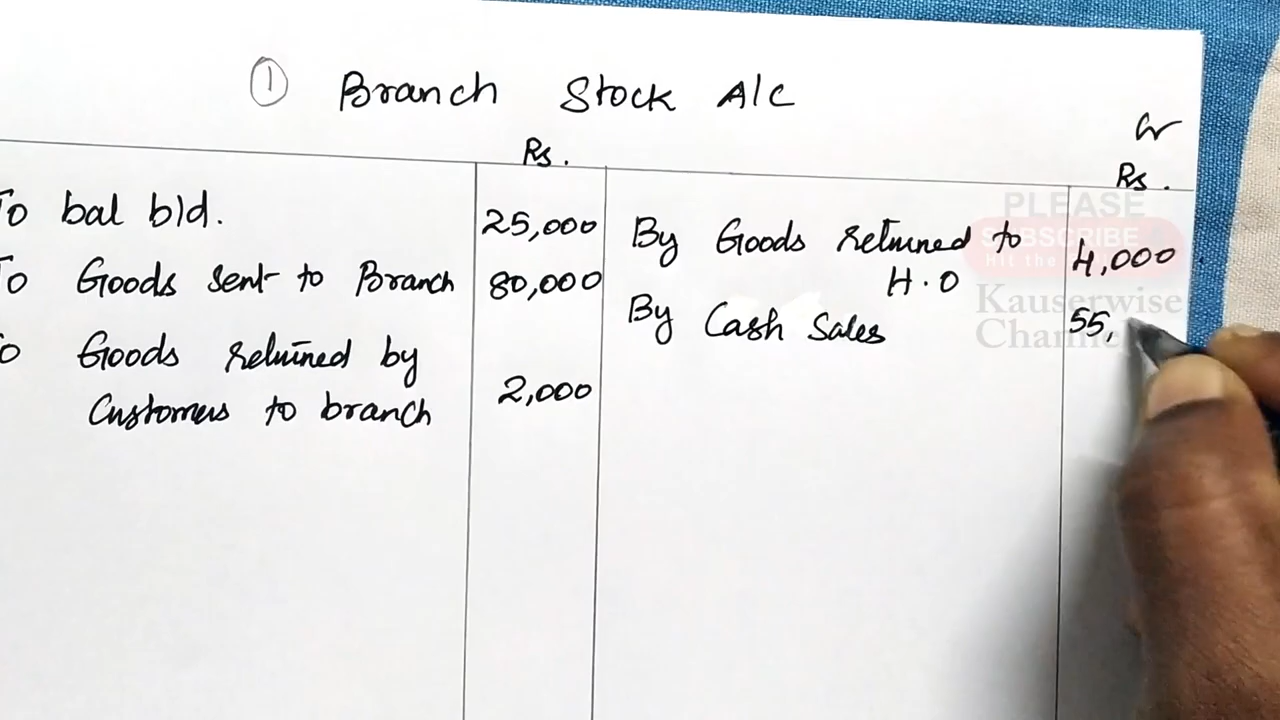 ① Branch Stock A/C
Cr
Rs.
Rs.
To bal b/d. 25,000
By Goods returned to
H.O 4,000
To Goods sent to Branch 80,000
By Cash Sales 55,
To Goods returned by
Customers to branch 2,000
PLEASE
SUBSCRIBE
Kauserwise
Channel